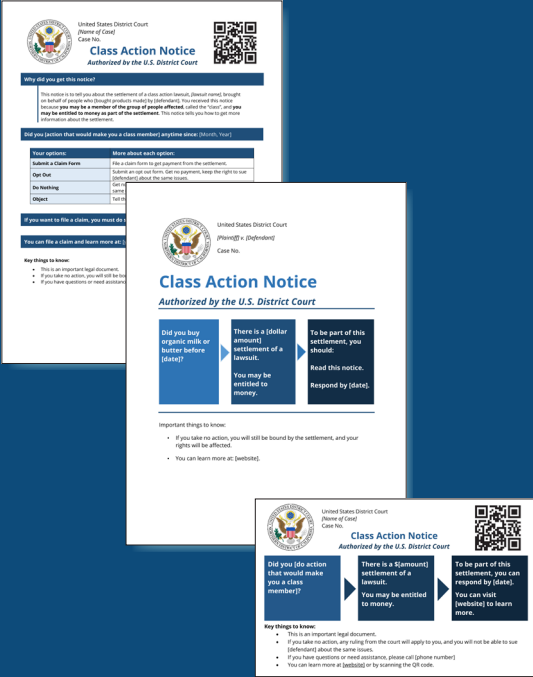 United States District Court
[Name of Case]
Case No.
Class Action Notice
Authorized by the U.S. District Court
Why did you get this notice?
This notice is to tell you about the settlement of a class action lawsuit, [lawsuit name], brought
on behalf of people who [bought products made] by [defendant]. You received this notice
because you may be a member of the group of people affected, called the "class", and you
may be entitled to money as part of the settlement. This notice tells you how to get more
information about the settlement.
Did you [action that would make you a class member] anytime since: [Month, Year]
Your options: More about each option:
Submit a Claim Form File a claim form to get payment from the settlement.
Opt Out Submit an opt out form. Get no payment, keep the right to sue
[defendant] about the same issues.
Do Nothing Get no
same
Object Tell th
If you want to file a claim, you must do
You can file a claim and learn more at:
Key things to know:
• This is an important legal document.
• If you take no action, you will still be
• If you have questions or need assistance
United States District Court
[Plaintiff] v. [Defendant]
Case No.
Class Action Notice
Authorized by the U.S. District Court
Did you buy
organic milk or
butter before
[date]?
There is a [dollar
amount]
settlement of a
lawsuit.
You may be
entitled to
money.
To be part of this
settlement, you
should:
Read this notice.
Respond by [date].
Important things to know:
• If you take no action, you will still be bound by the settlement, and your
rights will be affected.
• You can learn more at: [website].
United States District Court
[Name of Case]
Case No.
Class Action Notice
Authorized by the U.S. District Court
Did you [do action
that would make
you a class
member]?
There is a $[amount]
settlement of a
lawsuit.
You may be entitled
to money.
To be part of this
settlement, you can
respond by [date].
You can visit
[website] to learn
more.
Key things to know:
• This is an important legal document.
• If you take no action, any ruling from the court will apply to you, and you will not be able to sue
[defendant] about the same issues.
• If you have questions or need assistance, please call [phone number]
• You can learn more at [website] or by scanning the QR code.